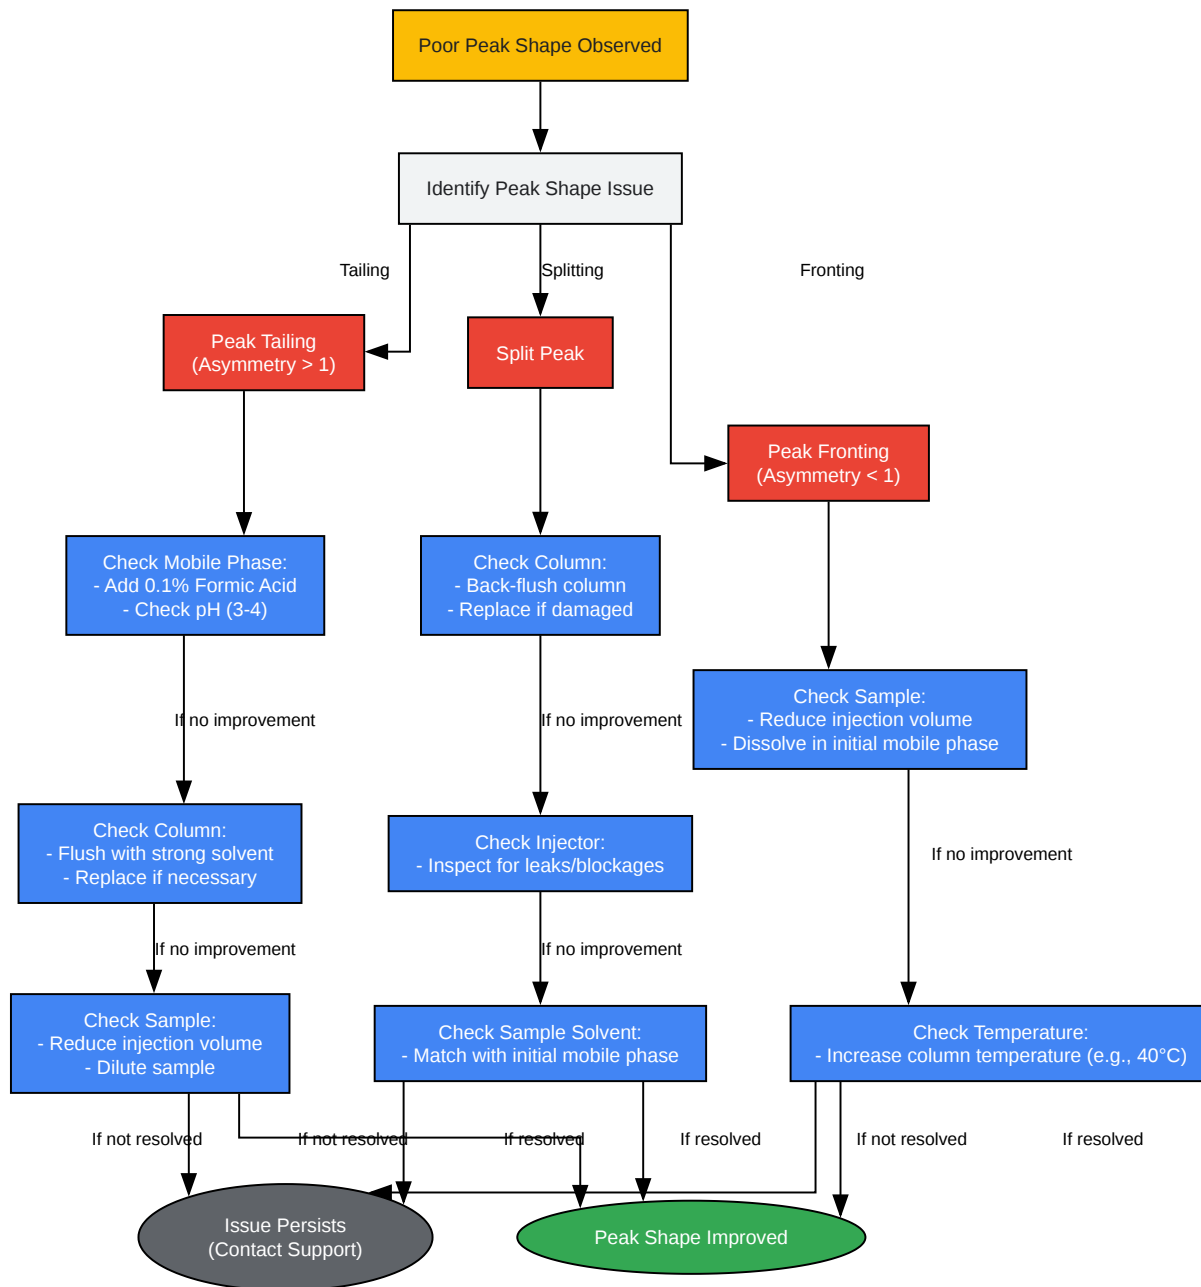 Poor Peak Shape Observed
Identify Peak Shape Issue
Tailing
Splitting
Fronting
Peak Tailing
(Asymmetry > 1)
Split Peak
Peak Fronting
(Asymmetry < 1)
Check Mobile Phase:
- Add 0.1% Formic Acid
- Check pH (3-4)
Check Column:
- Back-flush column
- Replace if damaged
Check Sample:
- Reduce injection volume
- Dissolve in initial mobile phase
If no improvement
If no improvement
If no improvement
Check Column:
- Flush with strong solvent
- Replace if necessary
Check Injector:
- Inspect for leaks/blockages
If no improvement
If no improvement
Check Sample:
- Reduce injection volume
- Dilute sample
Check Sample Solvent:
- Match with initial mobile phase
Check Temperature:
- Increase column temperature (e.g., 40°C)
If not resolved
If not resolved
If resolved
If resolved
If not resolved
If resolved
Issue Persists
(Contact Support)
Peak Shape Improved